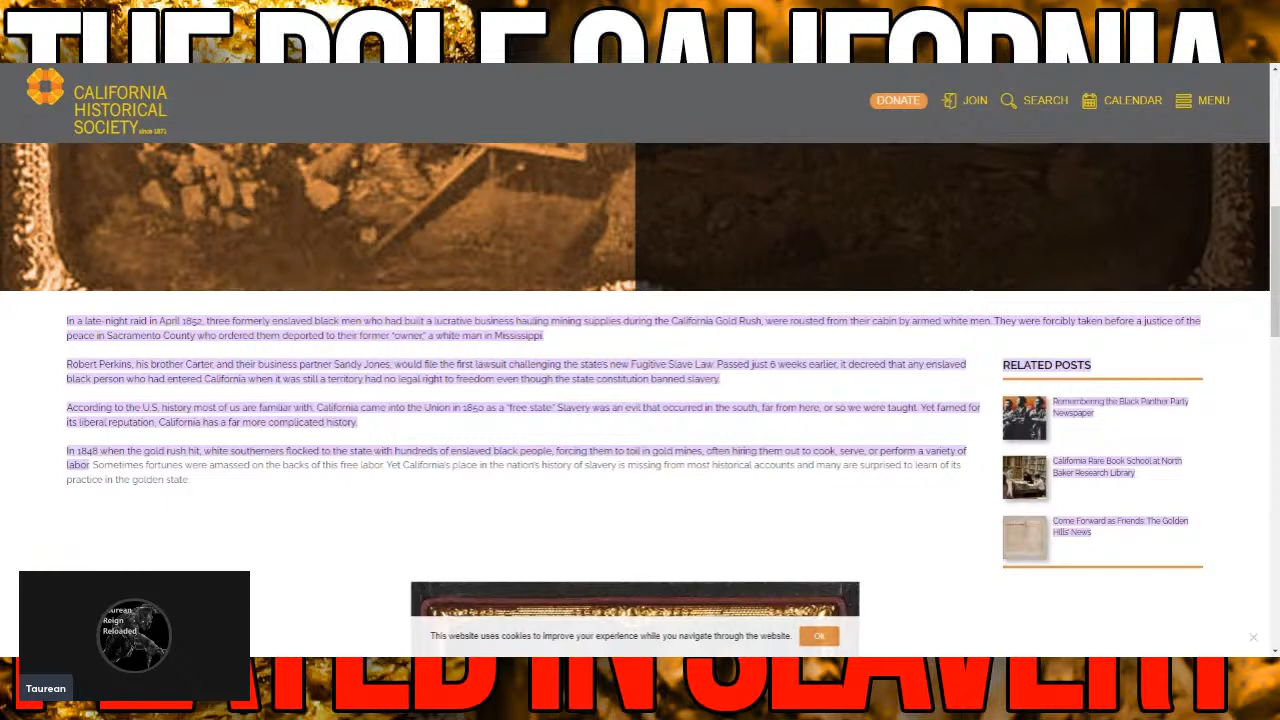 THE ROLE CALIFORNIA
CALIFORNIA
HISTORICAL
SOCIETY since 1871
DONATE
JOIN
SEARCH
CALENDAR
MENU
In a late-night raid in April 1852, three formerly enslaved black men who had built a lucrative business hauling mining supplies during the California Gold Rush, were rousted from their cabin by armed white men. They were forcibly taken before a justice of the
peace in Sacramento County who ordered them deported to their former “owner,” a white man in Mississippi.
Robert Perkins, his brother Carter, and their business partner Sandy Jones, would file the first lawsuit challenging the state's new Fugitive Slave Law. Passed just 6 weeks earlier, it decreed that any enslaved
black person who had entered California when it was still a territory had no legal right to freedom even though the state constitution banned slavery.
According to the U.S. history most of us are familiar with, California came into the Union in 1850 as a “free state.” Slavery was an evil that occurred in the south, far from here, or so we were taught. Yet famed for
its liberal reputation, California has a far more complicated history.
In 1848 when the gold rush hit, white southerners flocked to the state with hundreds of enslaved black people, forcing them to toil in gold mines, often hiring them out to cook, serve, or perform a variety of
labor. Sometimes fortunes were amassed on the backs of this free labor. Yet California's place in the nation's history of slavery is missing from most historical accounts and many are surprised to learn of its
practice in the golden state.
RELATED POSTS
Remembering the Black Panther Party
Newspaper
California Rare Book School at North
Baker Research Library
Come Forward as Friends: The Golden
Hills' News
This website uses cookies to improve your experience while you navigate through the website.
Ok
Taurean
Reign
Reloaded
Taurean
IN SLAVERY